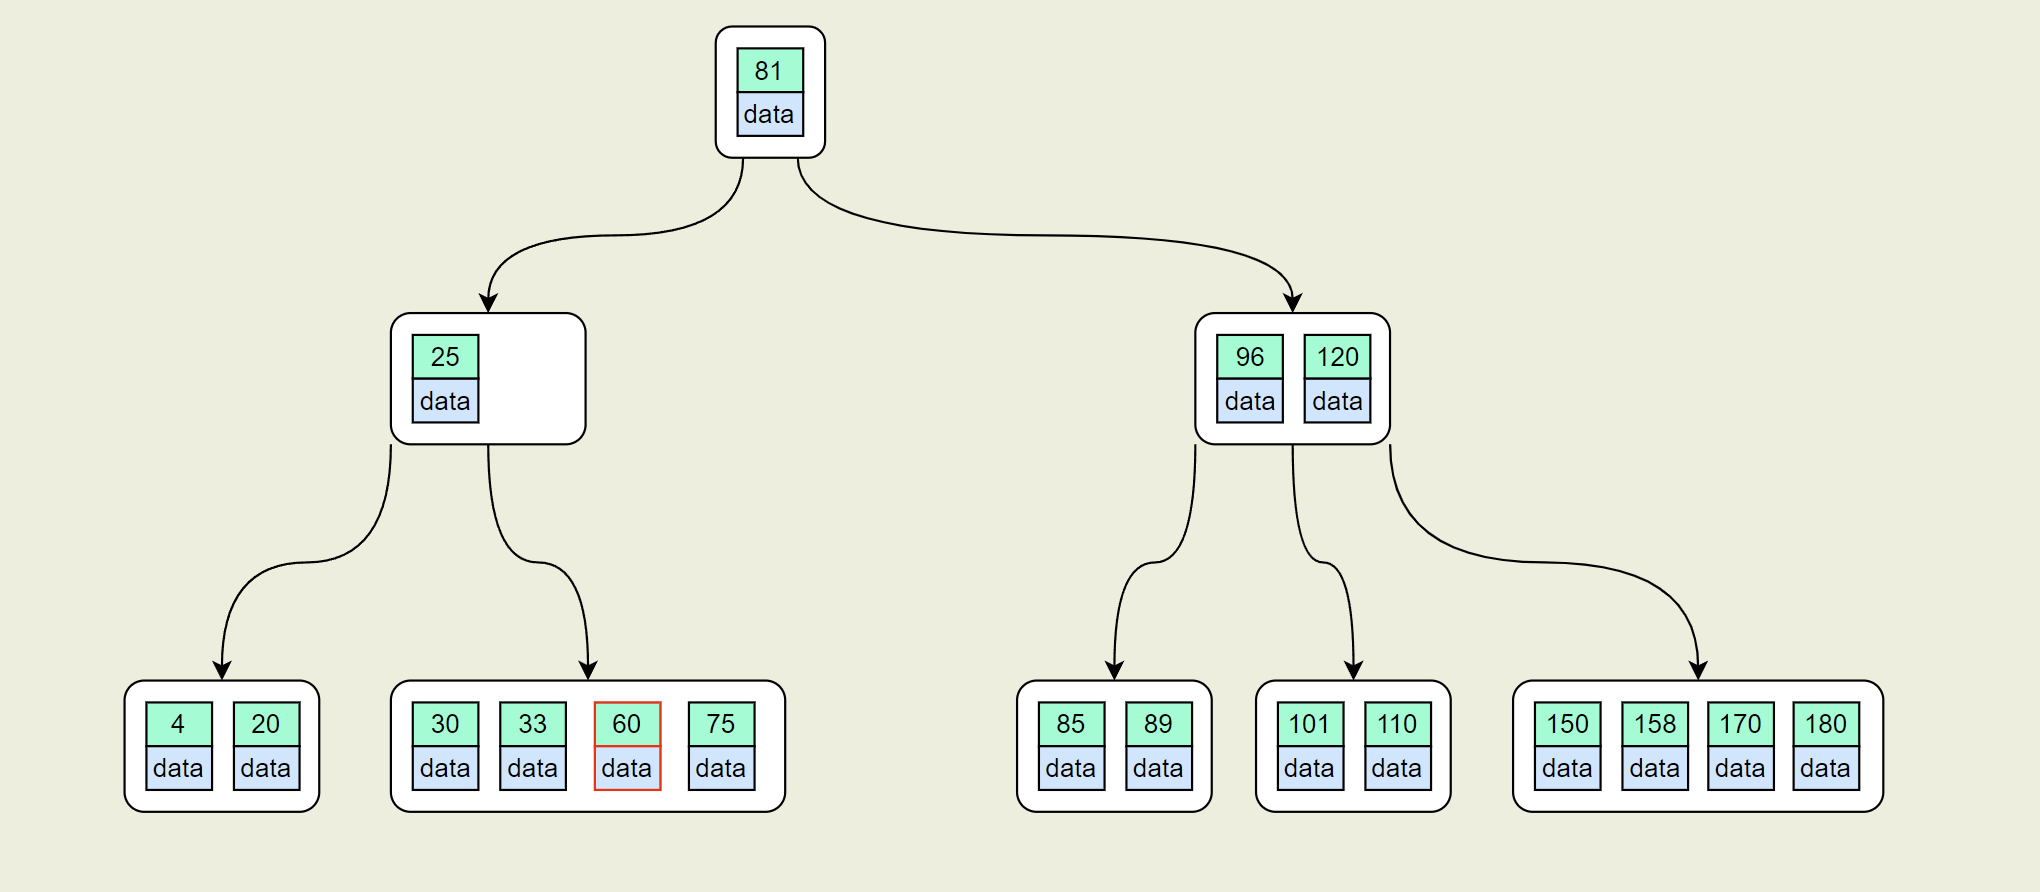 81
data
25
data
96 120
data data
4 20
data data
30 33 60 75
data data data data
85 89
data data
101 110
data data
150 158 170 180
data data data data